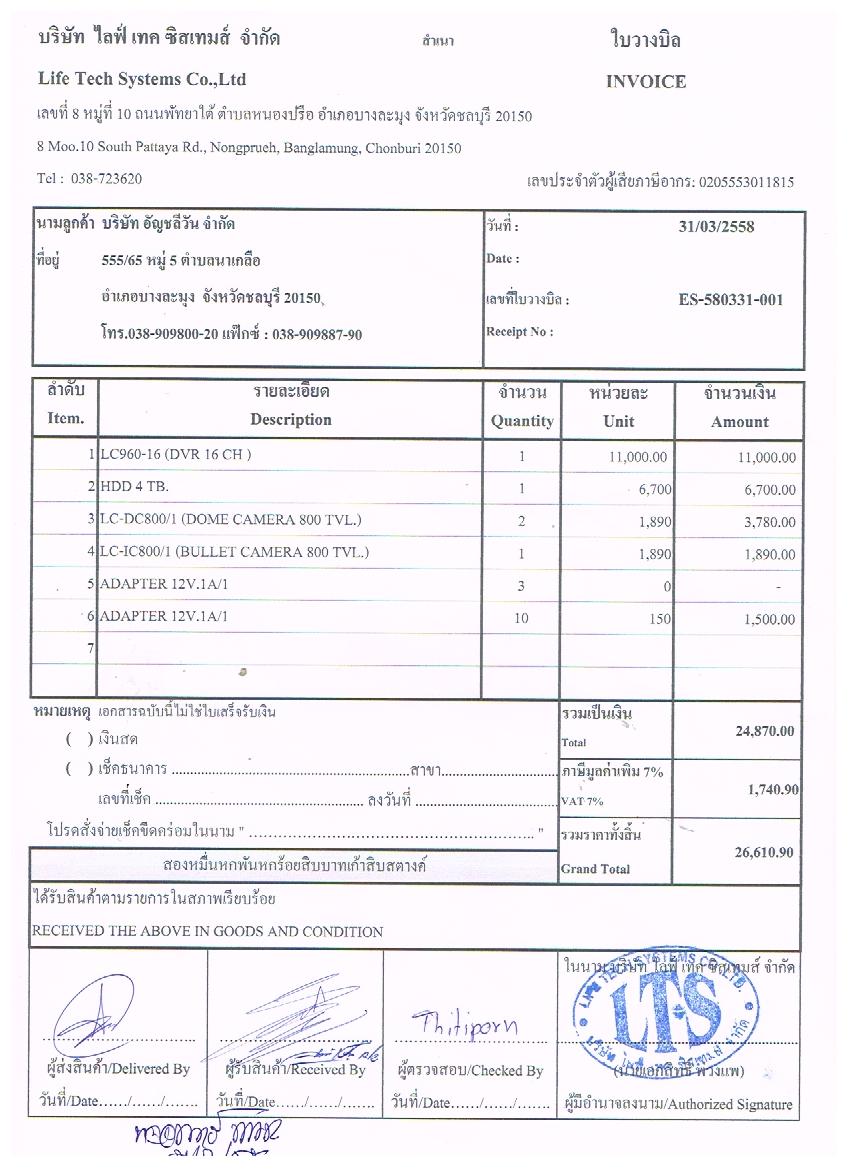 บริษัท ไลฟ์ เทค ซิสเทมส์ จำกัด สำเนา ใบวางบิล
Life Tech Systems Co.,Ltd INVOICE
เลขที่ 8 หมู่ที่ 10 ถนนพัทยาใต้ ตำบลหนองปรือ อำเภอบางละมุง จังหวัดชลบุรี 20150
8 Moo.10 South Pattaya Rd., Nongprueh, Banglamung, Chonburi 20150
Tel : 038-723620 เลขประจำตัวผู้เสียภาษีอากร: 0205553011815
นามลูกค้า บริษัท อัญชลีวัน จำกัด วันที่ : 31/03/2558
ที่อยู่ 555/65 หมู่ 5 ตำบลนาเกลือ Date :
อำเภอบางละมุง จังหวัดชลบุรี 20150, เลขที่ใบวางบิล : ES-580331-001
โทร.038-909800-20 แฟ๊กซ์ : 038-909887-90 Receipt No :
ลำดับ รายละเอียด จำนวน หน่วยละ จำนวนเงิน
Item. Description Quantity Unit Amount
1 LC960-16 (DVR 16 CH ) 1 11,000.00 11,000.00
2 HDD 4 TB. 1 6,700 6,700.00
3 LC-DC800/1 (DOME CAMERA 800 TVL.) 2 1,890 3,780.00
4 LC-IC800/1 (BULLET CAMERA 800 TVL.) 1 1,890 1,890.00
5 ADAPTER 12V.1A/1 3 0 -
6 ADAPTER 12V.1A/1 10 150 1,500.00
7
หมายเหตุ เอกสารฉบับนี้ไม่ใช่ใบเสร็จรับเงิน รวมเป็นเงิน 24,870.00
( ) เงินสด Total
( ) เช็คธนาคาร ........................ สาขา........................ ภาษีมูลค่าเพิ่ม 7% 1,740.90
เลขที่เช็ค ........................ ลงวันที่ ........................ VAT 7%
โปรดสั่งจ่ายเช็คขีดคร่อมในนาม " ........................ " รวมราคาทั้งสิ้น 26,610.90
สองหมื่นหกพันหกร้อยสิบบาทเก้าสิบสตางค์ Grand Total
ได้รับสินค้าตามรายการในสภาพเรียบร้อย
RECEIVED THE ABOVE IN GOODS AND CONDITION
ในนาม บริษัท ไลฟ์ เทค ซิสเทมส์ จำกัด
LIFE TECH SYSTEMS CO., LTD.
LTS
Thitiporn
ผู้ส่งสินค้า/Delivered By ผู้รับสินค้า/Received By ผู้ตรวจสอบ/Checked By (นายเอกสิทธิ์ พวงแพ)
วันที่/Date....../....../...... วันที่/Date....../....../...... วันที่/Date....../....../...... ผู้มีอำนาจลงนาม/Authorized Signature